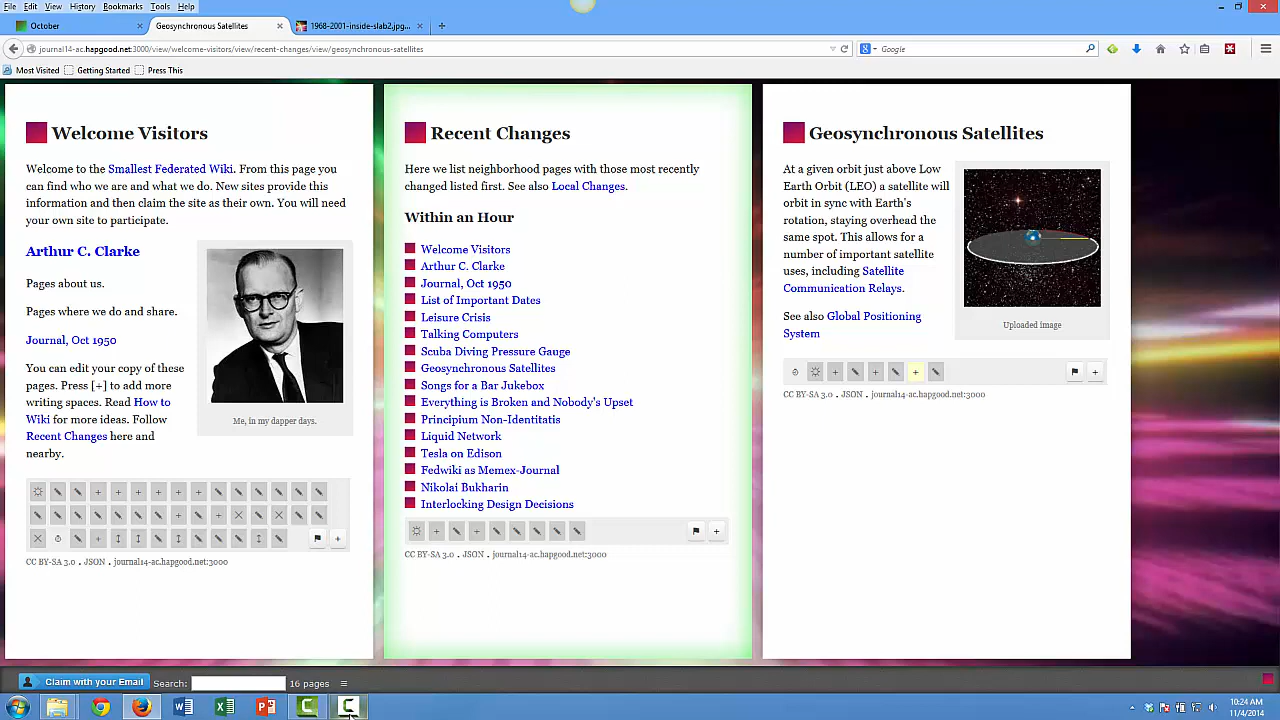 File Edit View History Bookmarks Tools Help
October × Geosynchronous Satellites × 1968-2001-inside-slab2.jpg... × +
journal14-ac.hapgood.net:3000/view/welcome-visitors/view/recent-changes/view/geosynchronous-satellites
Google
Most Visited Getting Started Press This
Welcome Visitors
Welcome to the Smallest Federated Wiki. From this page you
can find who we are and what we do. New sites provide this
information and then claim the site as their own. You will need
your own site to participate.
Arthur C. Clarke
Pages about us.
Pages where we do and share.
Journal, Oct 1950
You can edit your copy of these
pages. Press [+] to add more
writing spaces. Read How to
Wiki for more ideas. Follow
Recent Changes here and
nearby.
Me, in my dapper days.
CC BY-SA 3.0 . JSON . journal14-ac.hapgood.net:3000
Recent Changes
Here we list neighborhood pages with those most recently
changed listed first. See also Local Changes.
Within an Hour
Welcome Visitors
Arthur C. Clarke
Journal, Oct 1950
List of Important Dates
Leisure Crisis
Talking Computers
Scuba Diving Pressure Gauge
Geosynchronous Satellites
Songs for a Bar Jukebox
Everything is Broken and Nobody's Upset
Principium Non-Identitatis
Liquid Network
Tesla on Edison
Fedwiki as Memex-Journal
Nikolai Bukharin
Interlocking Design Decisions
CC BY-SA 3.0 . JSON . journal14-ac.hapgood.net:3000
Geosynchronous Satellites
At a given orbit just above Low
Earth Orbit (LEO) a satellite will
orbit in sync with Earth's
rotation, staying overhead the
same spot. This allows for a
number of important satellite
uses, including Satellite
Communication Relays.
See also Global Positioning
System
Uploaded image
CC BY-SA 3.0 . JSON . journal14-ac.hapgood.net:3000
Claim with your Email Search: 16 pages
10:24 AM
11/4/2014